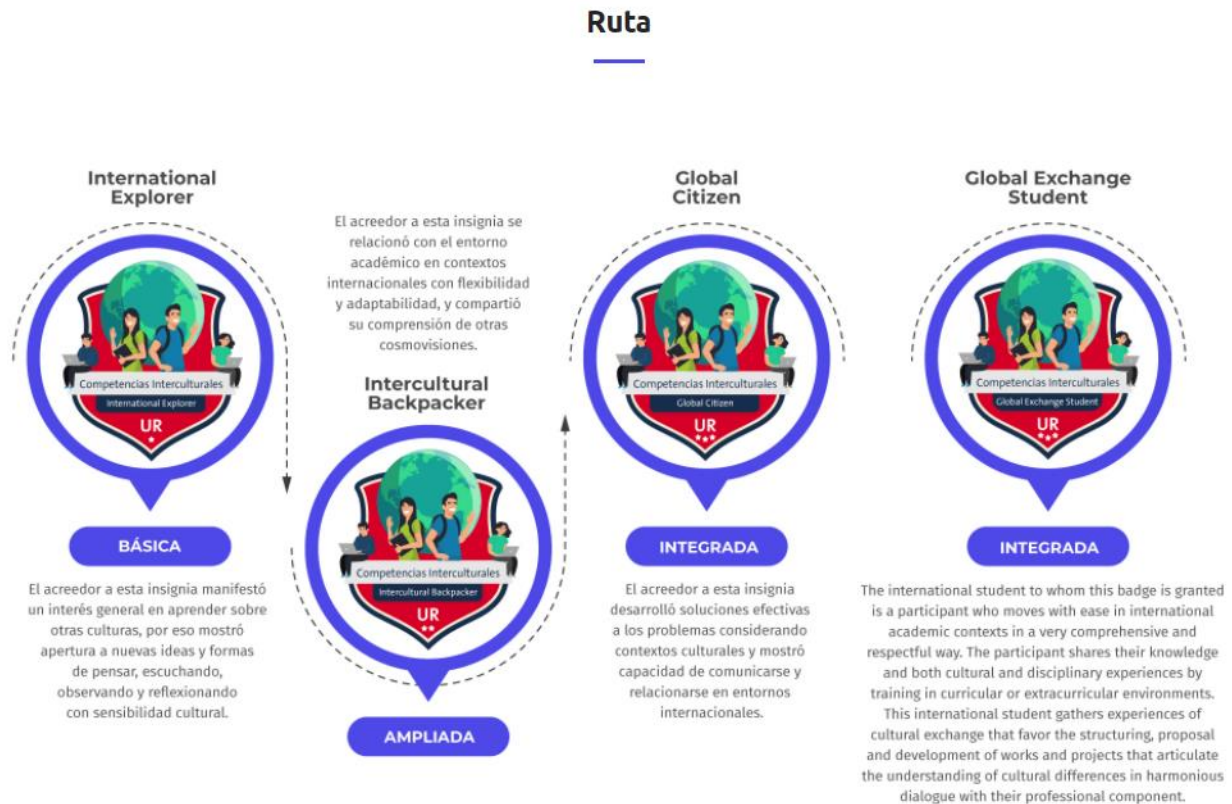 Ruta
International
Explorer
Competencias Interculturales
International Explorer
UR
BÁSICA
El acreedor a esta insignia manifestó
un interés general en aprender sobre
otras culturas, por eso mostró
apertura a nuevas ideas y formas
de pensar, escuchando,
observando y reflexionando
con sensibilidad cultural.
El acreedor a esta insignia se
relacionó con el entorno
académico en contextos
internacionales con flexibilidad
y adaptabilidad, y compartió
su comprensión de otras
cosmovisiones.
Intercultural
Backpacker
Competencias Interculturales
Intercultural Backpacker
UR
AMPLIADA
Global
Citizen
Competencias Interculturales
Global Citizen
UR
INTEGRADA
El acreedor a esta insignia
desarrolló soluciones efectivas
a los problemas considerando
contextos culturales y mostró
capacidad de comunicarse y
relacionarse en entornos
internacionales.
Global Exchange
Student
Competencias Interculturales
Global Exchange Student
UR
INTEGRADA
The international student to whom this badge is granted
is a participant who moves with ease in international
academic contexts in a very comprehensive and
respectful way. The participant shares their knowledge
and both cultural and disciplinary experiences by
training in curricular or extracurricular environments.
This international student gathers experiences of
cultural exchange that favor the structuring, proposal
and development of works and projects that articulate
the understanding of cultural differences in harmonious
dialogue with their professional component.